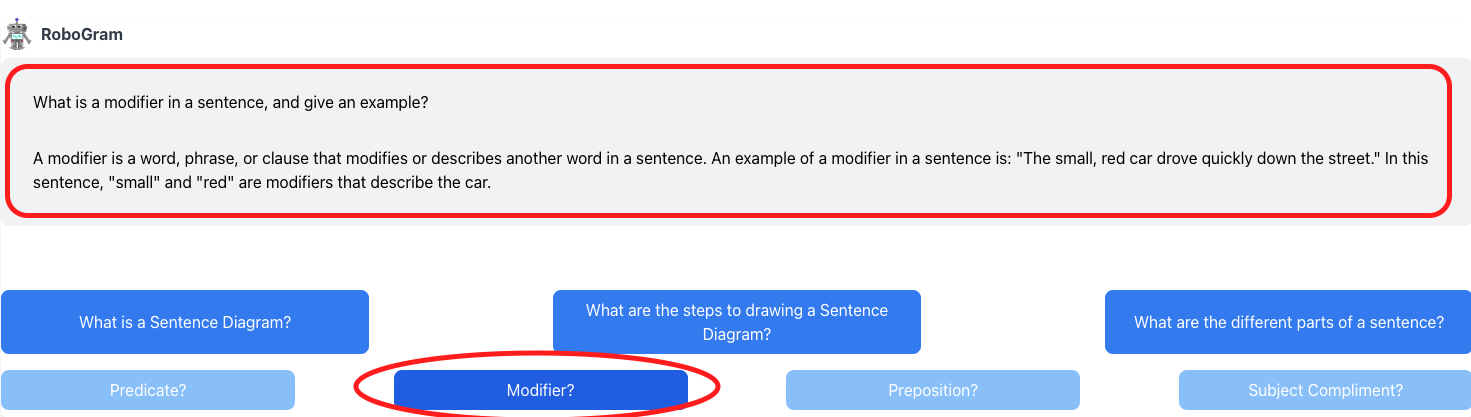 RoboGram
What is a modifier in a sentence, and give an example?
A modifier is a word, phrase, or clause that modifies or describes another word in a sentence. An example of a modifier in a sentence is: "The small, red car drove quickly down the street." In this
sentence, "small" and "red" are modifiers that describe the car.
What is a Sentence Diagram?
What are the steps to drawing a Sentence
Diagram?
What are the different parts of a sentence?
Predicate?
Modifier?
Preposition?
Subject Compliment?